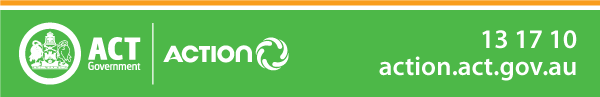 ACT
Government
ACTION
13 17 10
action.act.gov.au